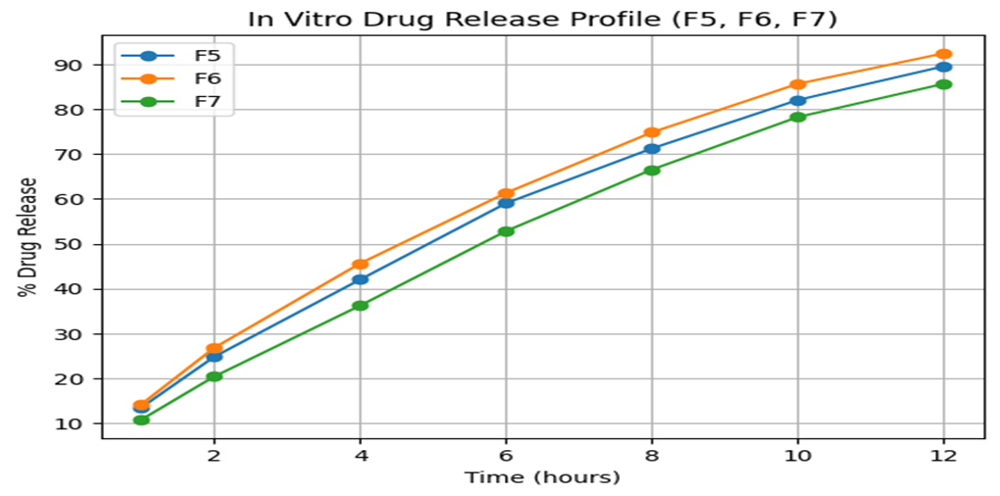 In Vitro Drug Release Profile (F5, F6, F7)
F5
F6
F7
90
80
70
60
50
40
30
20
10
% Drug Release
2 4 6 8 10 12
Time (hours)